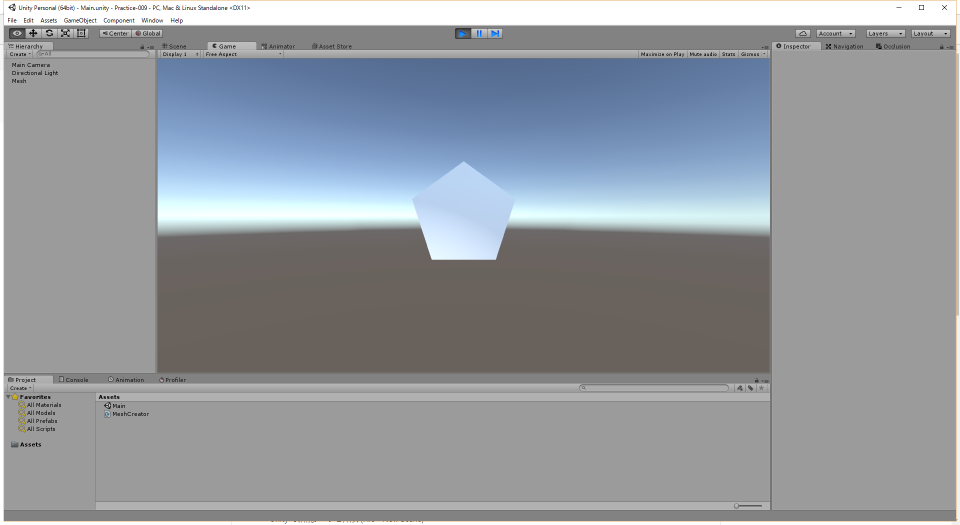 Unity Personal (64bit) - Main.unity - Practice-009 - PC, Mac & Linux Standalone <DX11>
File Edit Assets GameObject Component Window Help
Center Global Account Layers Layout
Hierarchy Scene Game Animator Asset Store Inspector Navigation Occlusion
Create All Display 1 Free Aspect Maximize on Play Mute audio Stats Gizmos
Main Camera
Directional Light
Mesh
Project Console Animation Profiler
Create
Favorites
All Materials
All Models
All Prefabs
All Scripts
Assets
Assets
Main
MeshCreator